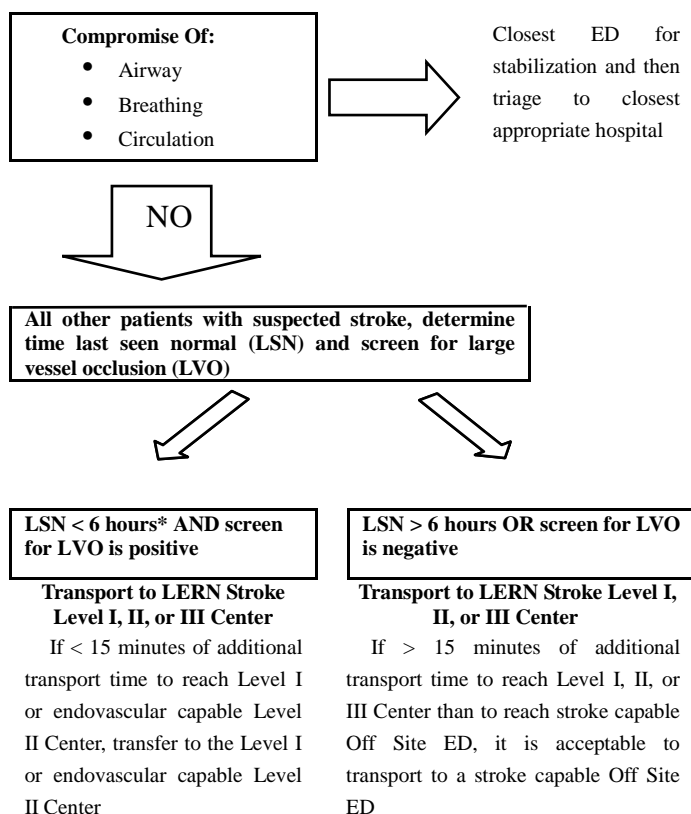 Compromise Of:
• Airway
• Breathing
• Circulation
Closest ED for
stabilization and then
triage to closest
appropriate hospital
NO
All other patients with suspected stroke, determine
time last seen normal (LSN) and screen for large
vessel occlusion (LVO)
LSN < 6 hours* AND screen
for LVO is positive
Transport to LERN Stroke
Level I, II, or III Center
If < 15 minutes of additional
transport time to reach Level I
or endovascular capable Level
II Center, transfer to the Level I
or endovascular capable Level
II Center
LSN > 6 hours OR screen for LVO
is negative
Transport to LERN Stroke Level I,
II, or III Center
If > 15 minutes of additional
transport time to reach Level I, II, or
III Center than to reach stroke capable
Off Site ED, it is acceptable to
transport to a stroke capable Off Site
ED